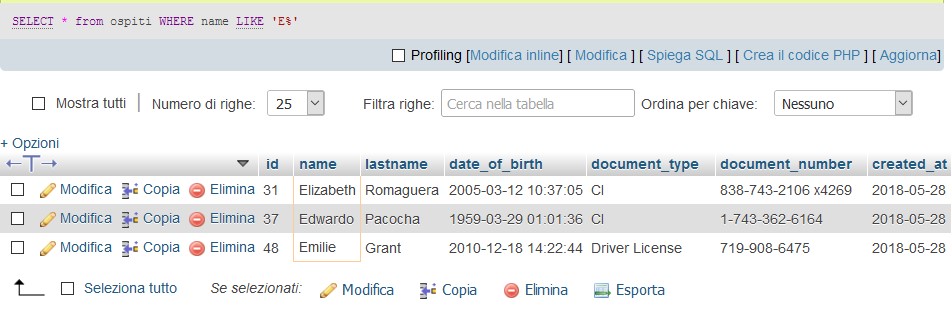 SELECT * from ospiti WHERE name LIKE 'E%'
Profiling [Modifica inline] [ Modifica ] [ Spiega SQL ] [ Crea il codice PHP ] [ Aggiorna]
Mostra tutti | Numero di righe: 25 Filtra righe: Cerca nella tabella Ordina per chiave: Nessuno
+ Opzioni
←T→ id name lastname date_of_birth document_type document_number created_at
Modifica Copia Elimina 31 Elizabeth Romaguera 2005-03-12 10:37:05 CI 838-743-2106 x4269 2018-05-28
Modifica Copia Elimina 37 Edwardo Pacocha 1959-03-29 01:01:36 CI 1-743-362-6164 2018-05-28
Modifica Copia Elimina 48 Emilie Grant 2010-12-18 14:22:44 Driver License 719-908-6475 2018-05-28
Seleziona tutto Se selezionati: Modifica Copia Elimina Esporta